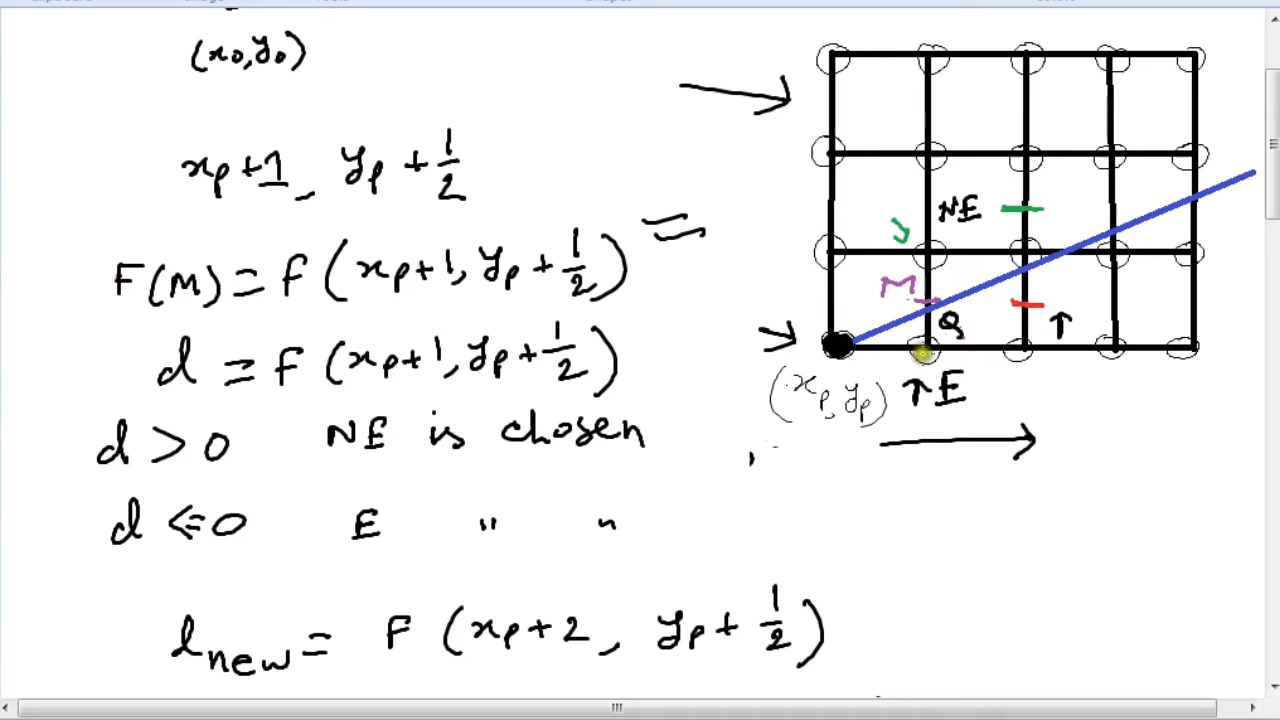 (x₀, y₀)
xₚ+1, yₚ + 1/2
F(M) = F (xₚ+1, yₚ + 1/2) =
d = F (xₚ+1, yₚ + 1/2)
d > 0 NE is chosen
d <= 0 E " "
dnew = F (xₚ+2, yₚ + 1/2)
NE
M
Q
(xₚ, yₚ)
↑E